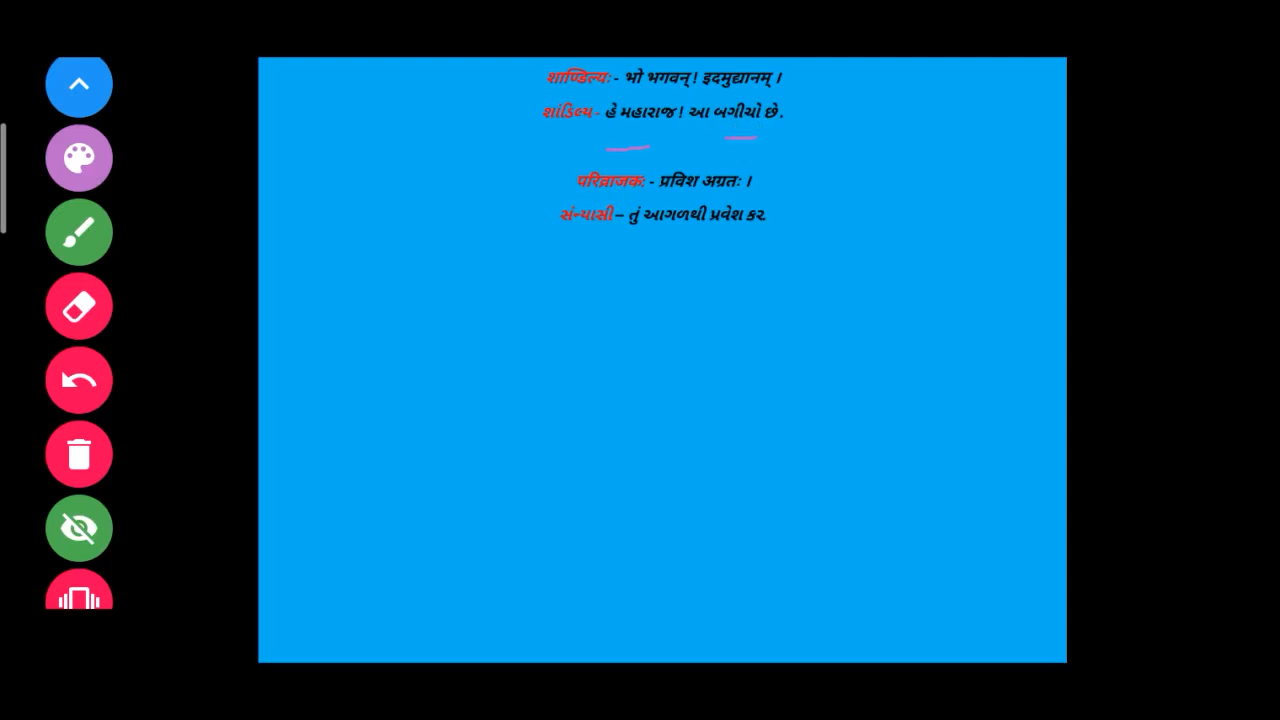 शाण्डिल्यः - भो भगवन् ! इदमुद्यानम् ।
શાંડિલ્ય - હે મહારાજ ! આ બગીચો છે.
परिव्राजकः - प्रविश अग्रतः ।
સંન્યાસી – તું આગળથી પ્રવેશ કર.